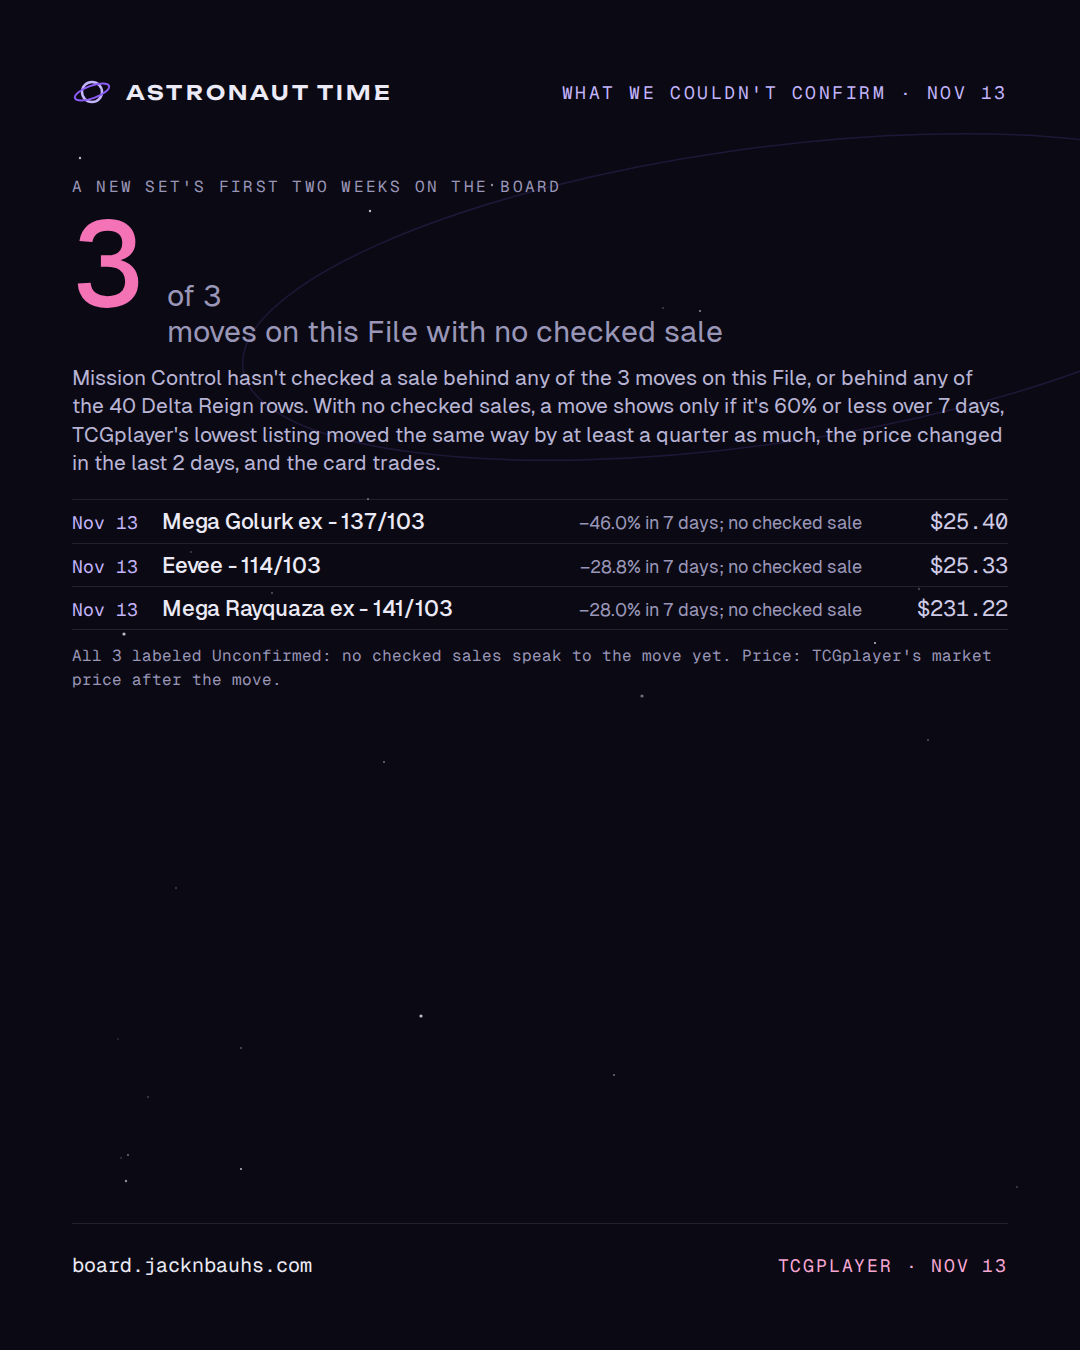 ASTRONAUT TIME
WHAT WE COULDN'T CONFIRM · NOV 13
A NEW SET'S FIRST TWO WEEKS ON THE BOARD
3 of 3
moves on this File with no checked sale
Mission Control hasn't checked a sale behind any of the 3 moves on this File, or behind any of
the 40 Delta Reign rows. With no checked sales, a move shows only if it's 60% or less over 7 days,
TCGplayer's lowest listing moved the same way by at least a quarter as much, the price changed
in the last 2 days, and the card trades.
Nov 13 Mega Golurk ex - 137/103 −46.0% in 7 days; no checked sale $25.40
Nov 13 Eevee - 114/103 −28.8% in 7 days; no checked sale $25.33
Nov 13 Mega Rayquaza ex - 141/103 −28.0% in 7 days; no checked sale $231.22
All 3 labeled Unconfirmed: no checked sales speak to the move yet. Price: TCGplayer's market
price after the move.
board.jacknbauhs.com
TCGPLAYER · NOV 13